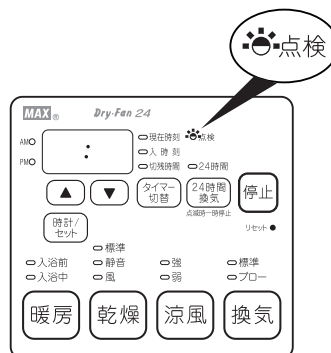 点検
MAX® Dry·Fan 24
AM
PM
:
現在時刻 点検
入時刻
切残時間 24時間
▲ ▼ タイマー切替 24時間換気 停止
点滅時一時停止
時計/セット
リセット
標準
入浴前 静音 強 標準
入浴中 風 弱 ブロー
暖房 乾燥 涼風 換気